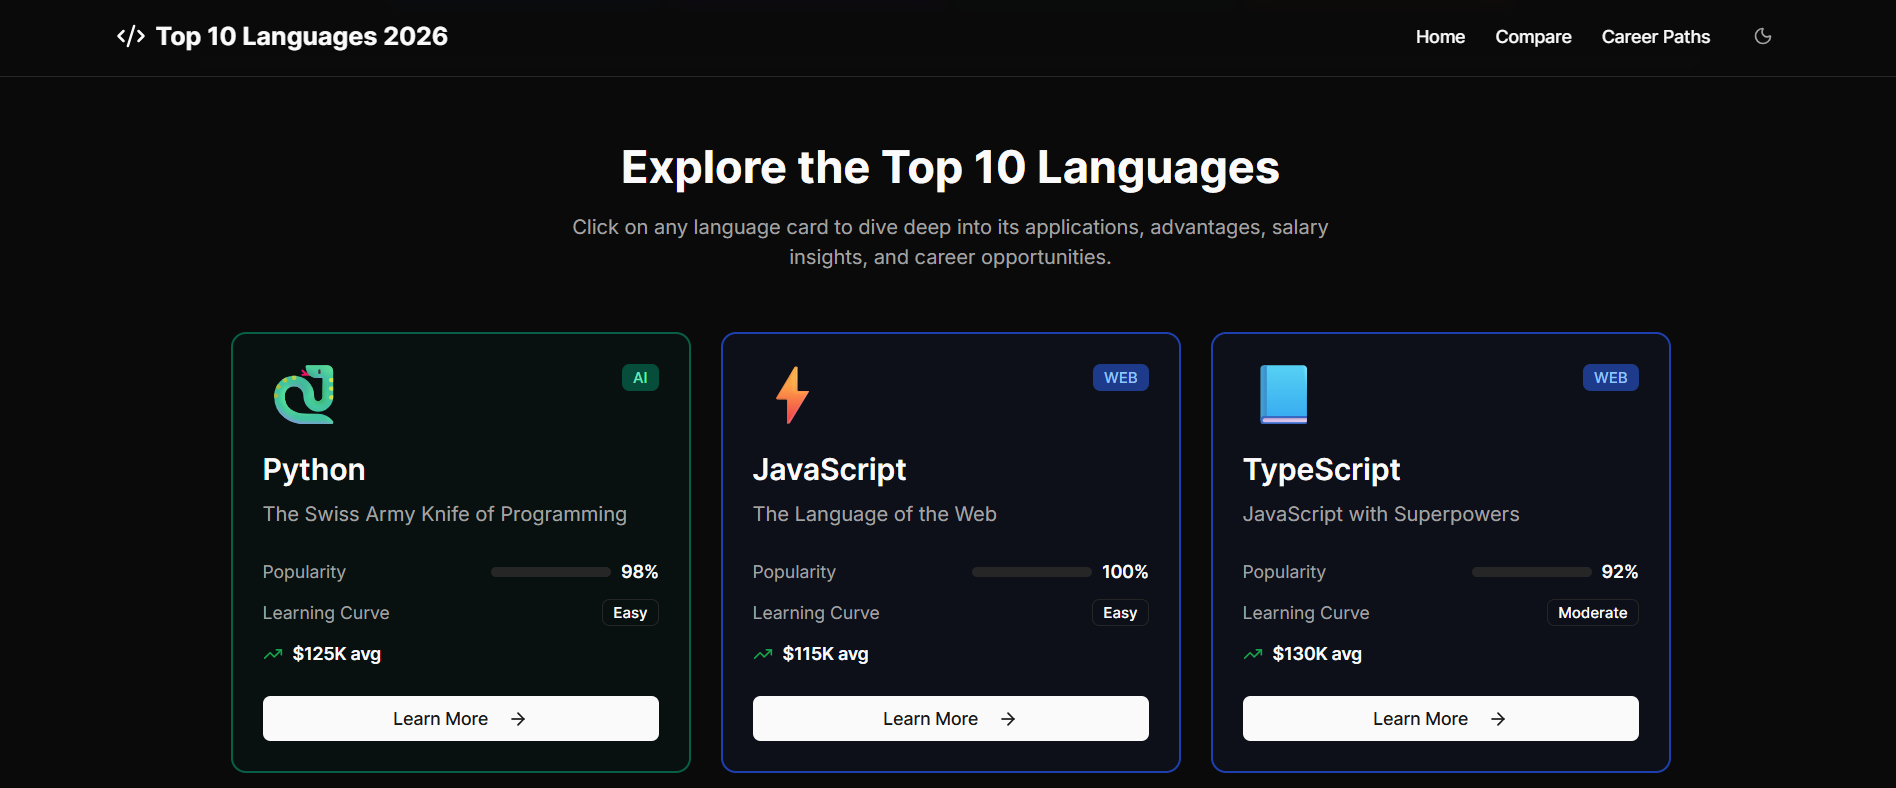 </> Top 10 Languages 2026
Home Compare Career Paths
Explore the Top 10 Languages
Click on any language card to dive deep into its applications, advantages, salary
insights, and career opportunities.
AI
Python
The Swiss Army Knife of Programming
Popularity 98%
Learning Curve Easy
$125K avg
Learn More →
WEB
JavaScript
The Language of the Web
Popularity 100%
Learning Curve Easy
$115K avg
Learn More →
WEB
TypeScript
JavaScript with Superpowers
Popularity 92%
Learning Curve Moderate
$130K avg
Learn More →